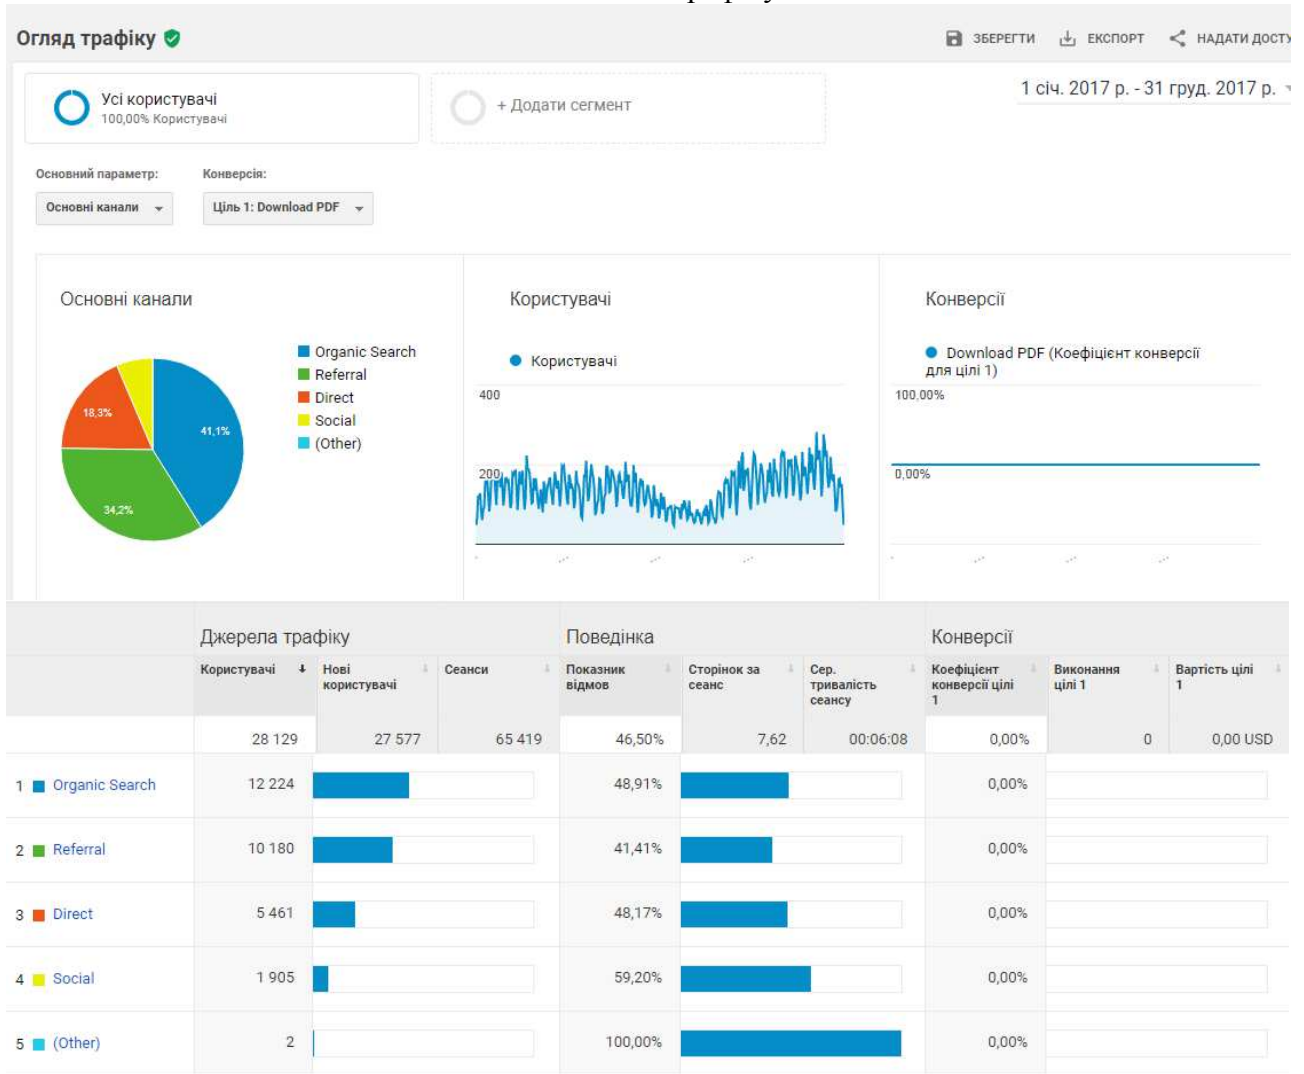 Огляд трафіку
ЗБЕРЕГТИ ЕКСПОРТ НАДАТИ ДОСТУ
Усі користувачі
100,00% Користувачі
+ Додати сегмент
1 січ. 2017 р. - 31 груд. 2017 р.
Основний параметр: Конверсія:
Основні канали Ціль 1: Download PDF
Основні канали
Organic Search
Referral
Direct
Social
(Other)
18,3%
41,1%
34,2%
Користувачі
Користувачі
400
200
Конверсії
Download PDF (Коефіцієнт конверсії
для цілі 1)
100,00%
0,00%
Джерела трафіку Поведінка Конверсії
Користувачі Нові користувачі Сеанси Показник відмов Сторінок за сеанс Сер. тривалість сеансу Коефіцієнт конверсії цілі 1 Виконання цілі 1 Вартість цілі 1
28 129 27 577 65 419 46,50% 7,62 00:06:08 0,00% 0 0,00 USD
1 Organic Search 12 224 48,91% 0,00%
2 Referral 10 180 41,41% 0,00%
3 Direct 5 461 48,17% 0,00%
4 Social 1 905 59,20% 0,00%
5 (Other) 2 100,00% 0,00%